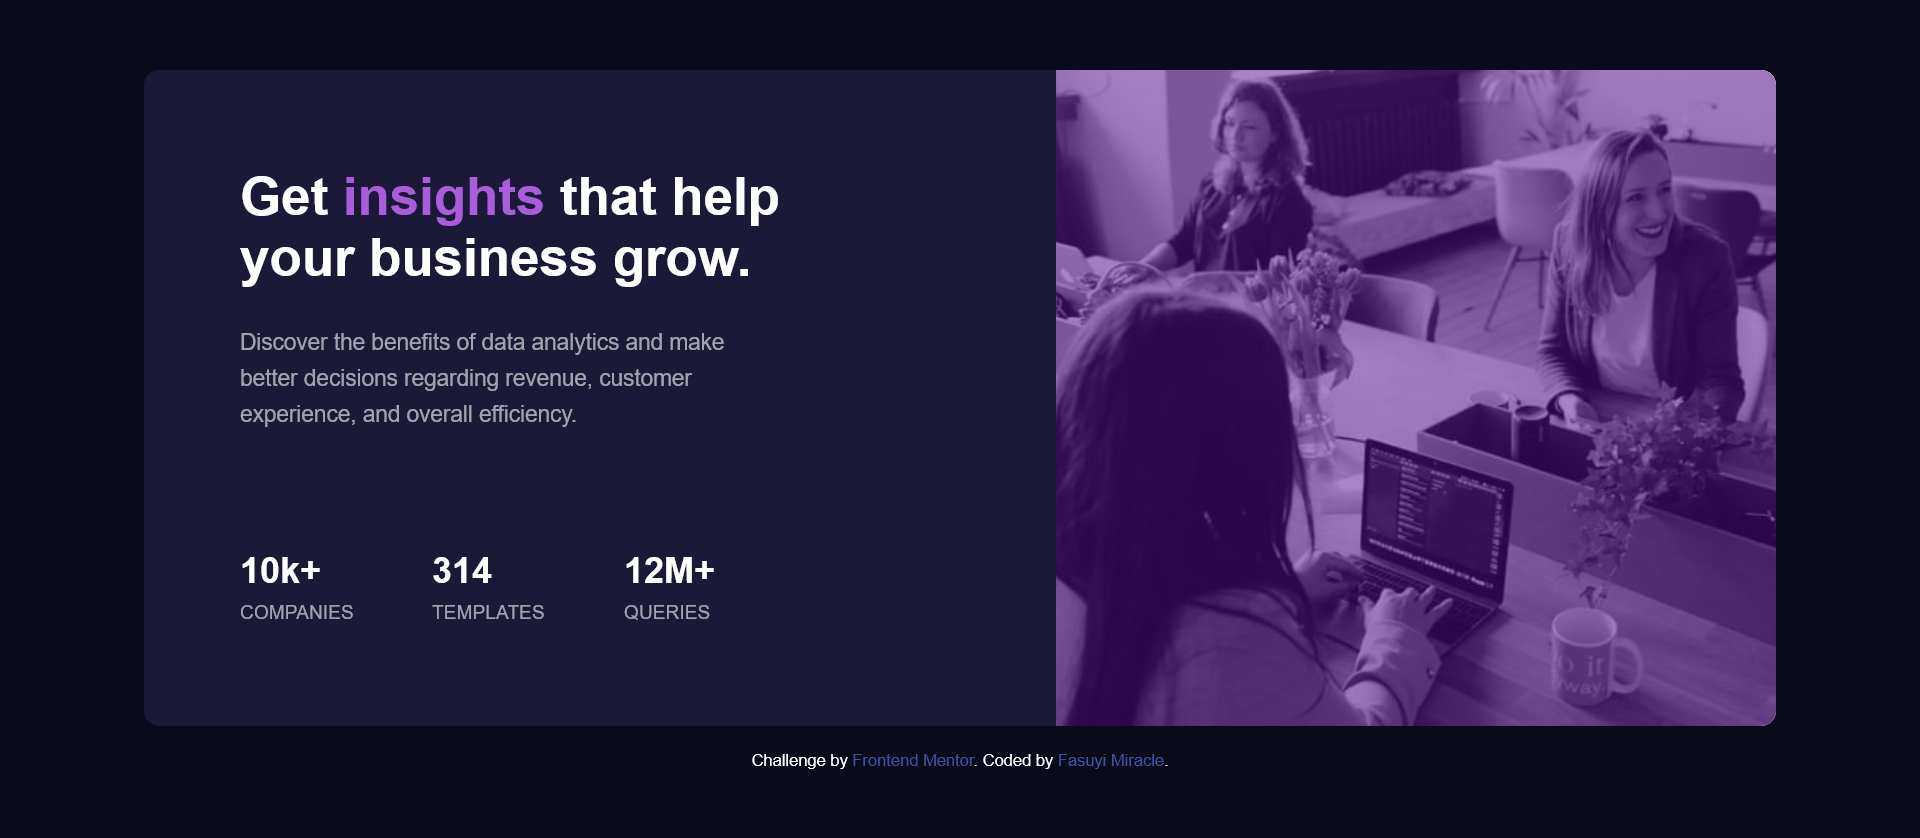 Get insights that help
your business grow.
Discover the benefits of data analytics and make
better decisions regarding revenue, customer
experience, and overall efficiency.
10k+
COMPANIES
314
TEMPLATES
12M+
QUERIES
Challenge by Frontend Mentor. Coded by Fasuyi Miracle.